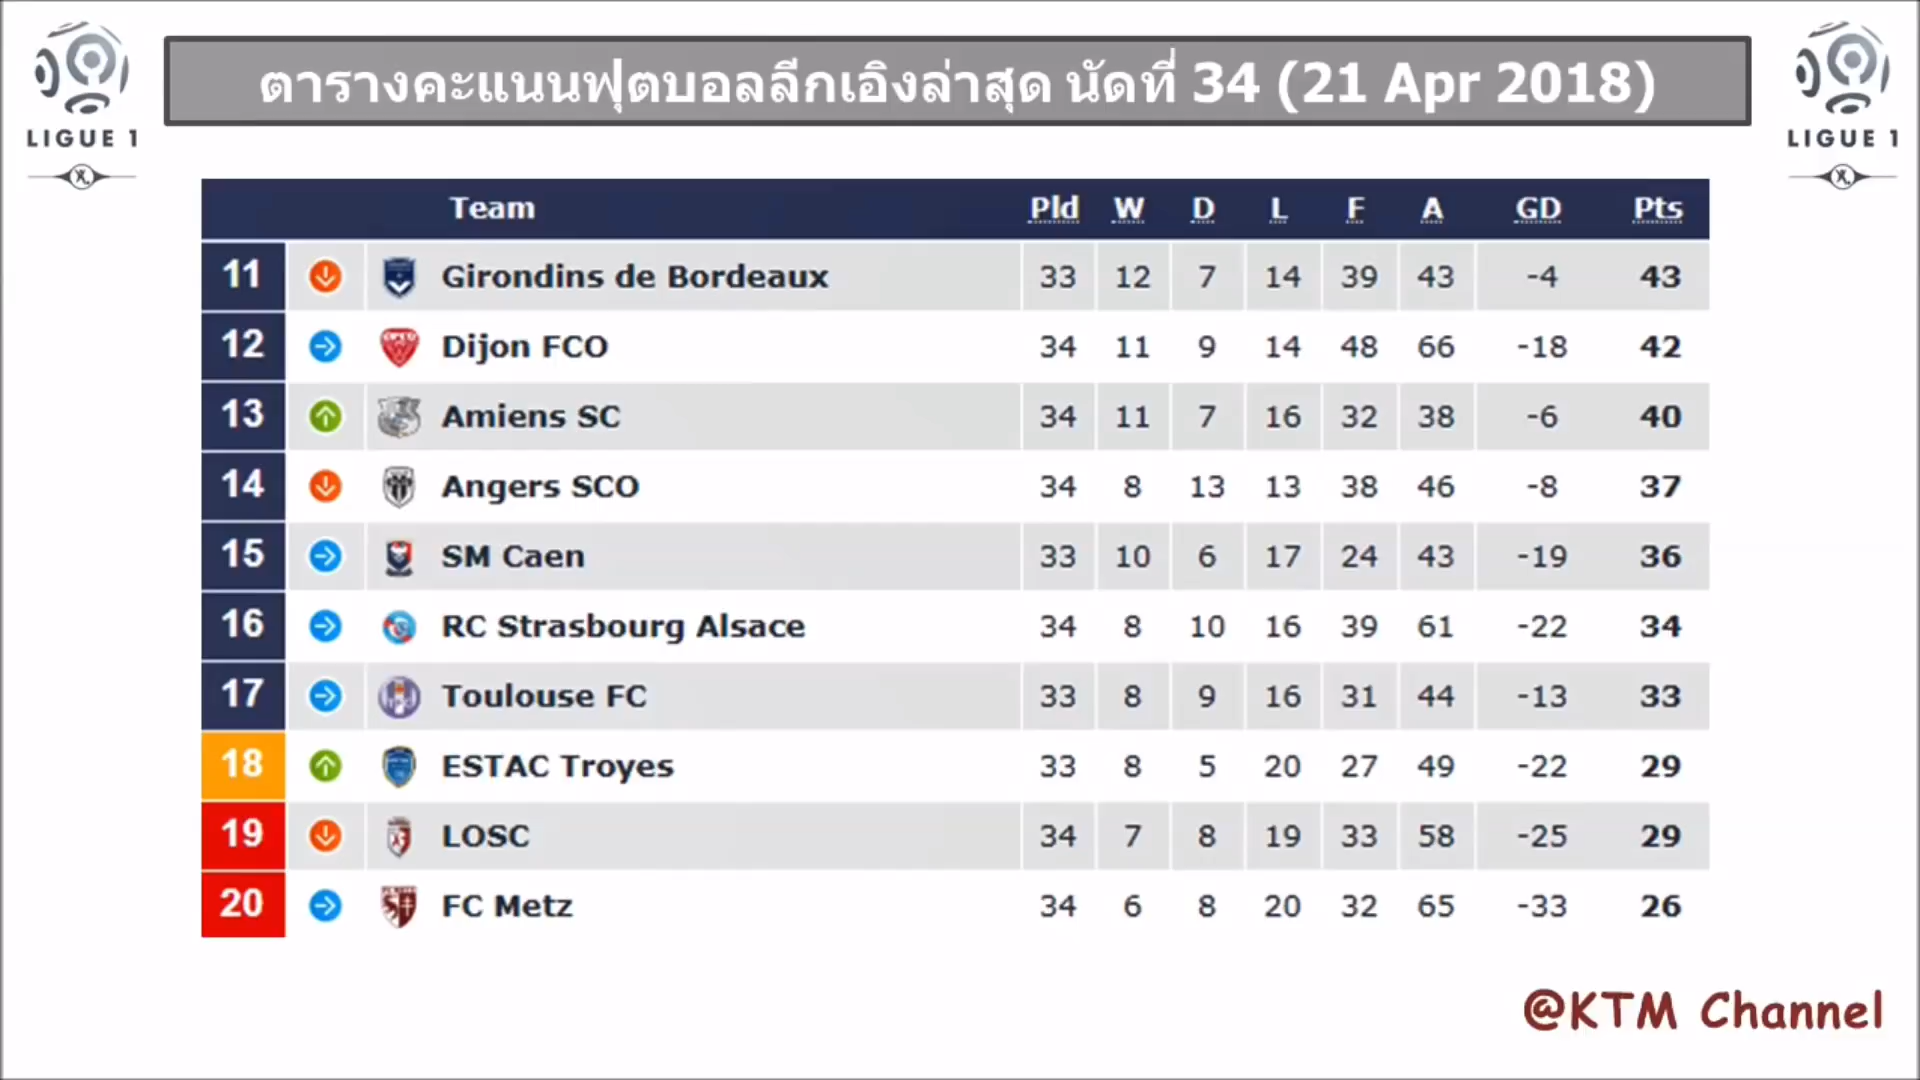 ตารางคะแนนฟุตบอลลีกเอิงล่าสุด นัดที่ 34 (21 Apr 2018)
LIGUE 1
LIGUE 1
Team Pld W D L F A GD Pts
11 Girondins de Bordeaux 33 12 7 14 39 43 -4 43
12 Dijon FCO 34 11 9 14 48 66 -18 42
13 Amiens SC 34 11 7 16 32 38 -6 40
14 Angers SCO 34 8 13 13 38 46 -8 37
15 SM Caen 33 10 6 17 24 43 -19 36
16 RC Strasbourg Alsace 34 8 10 16 39 61 -22 34
17 Toulouse FC 33 8 9 16 31 44 -13 33
18 ESTAC Troyes 33 8 5 20 27 49 -22 29
19 LOSC 34 7 8 19 33 58 -25 29
20 FC Metz 34 6 8 20 32 65 -33 26
@KTM Channel